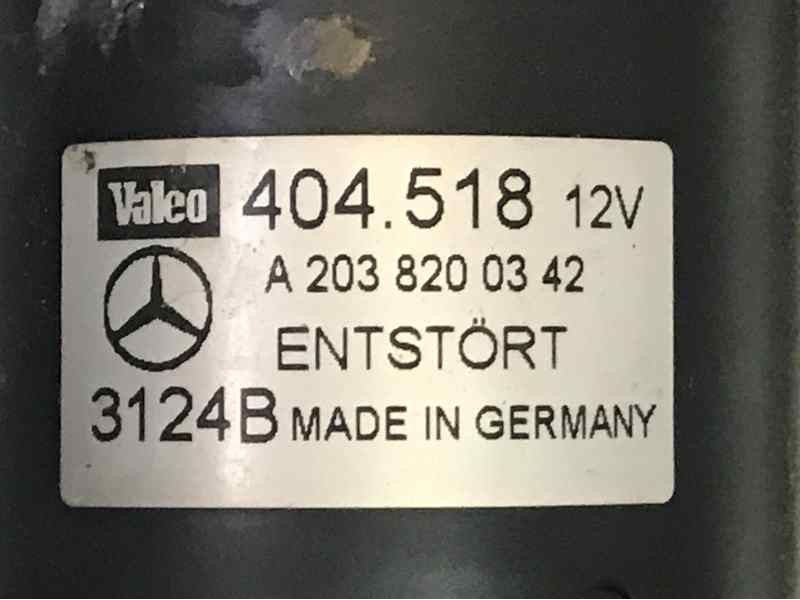 Valeo 404.518 12V
A 203 820 03 42
ENTSTÖRT
3124B MADE IN GERMANY